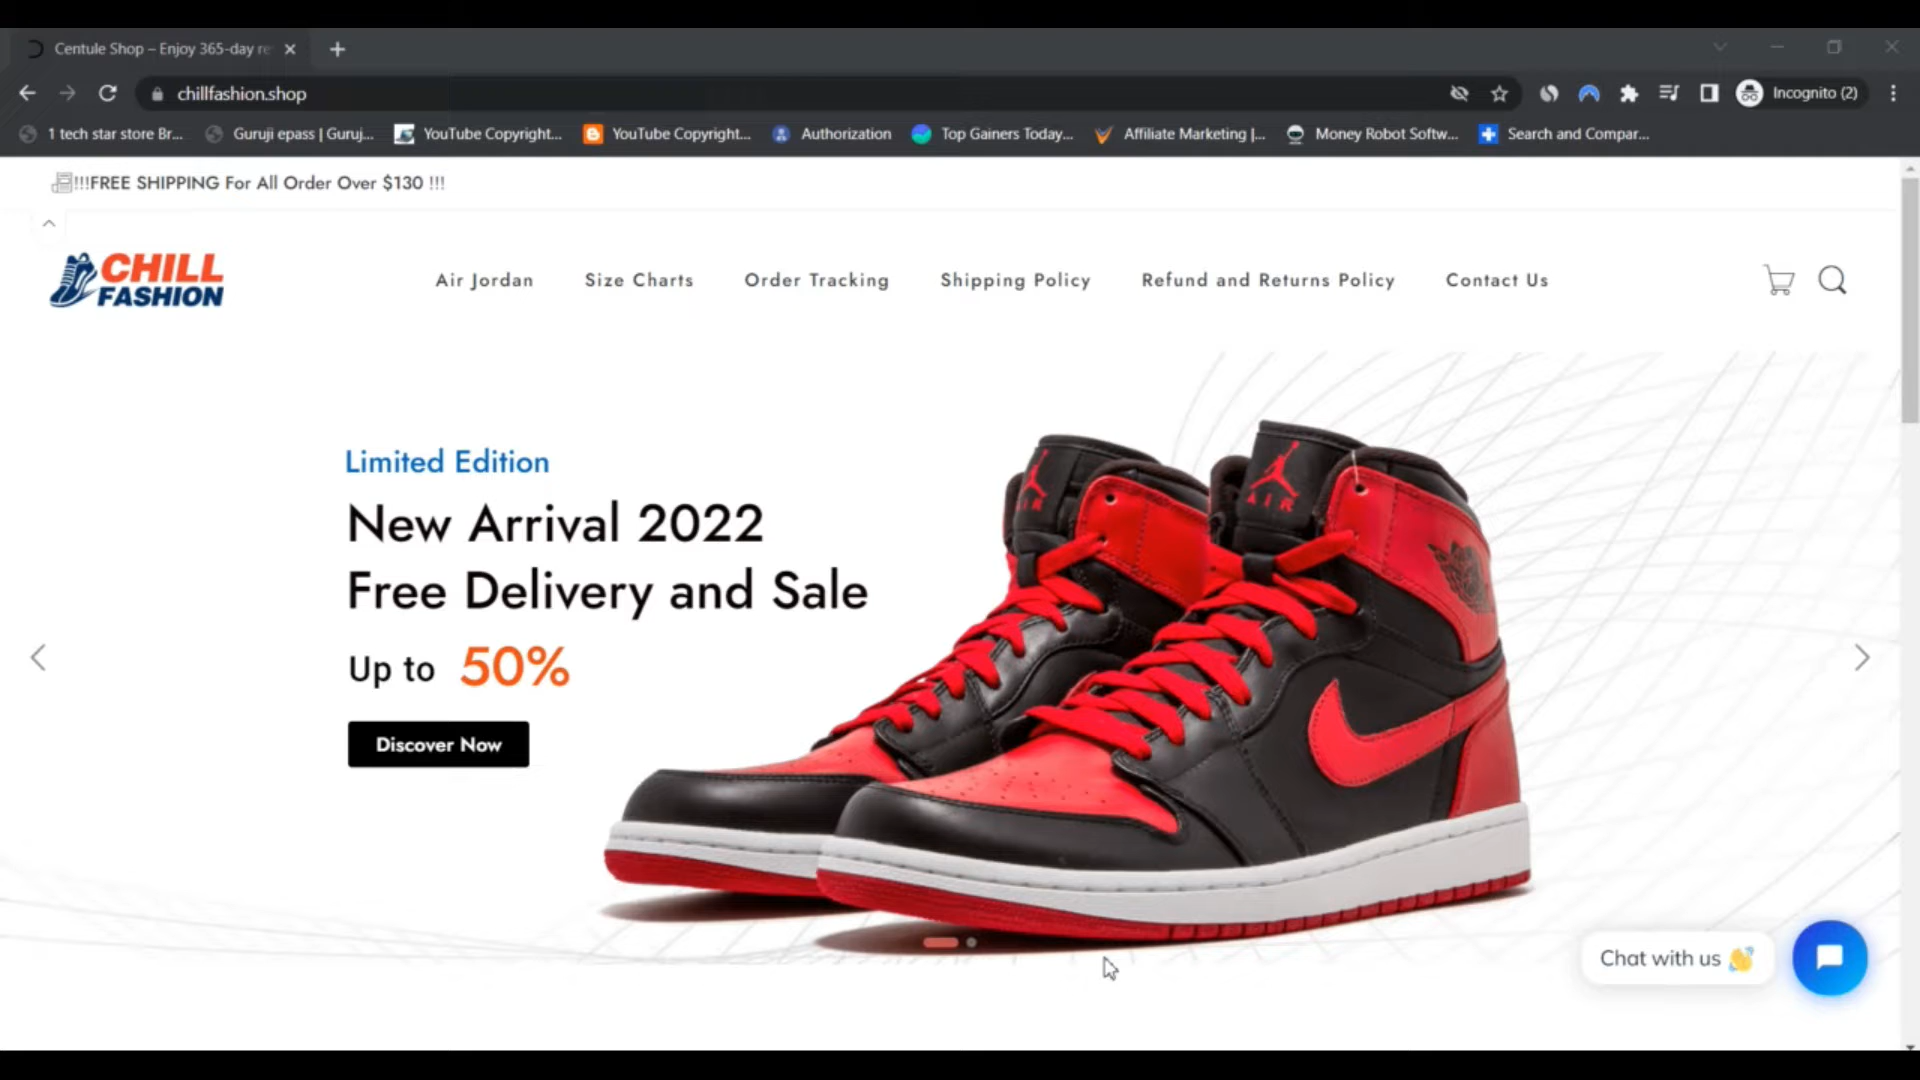 Centule Shop – Enjoy 365-day re
chillfashion.shop
Incognito (2)
1 tech star store Br...
Guruji epass | Guruj...
YouTube Copyright...
YouTube Copyright...
Authorization
Top Gainers Today...
Affiliate Marketing |...
Money Robot Softw...
Search and Compar...
!!!FREE SHIPPING For All Order Over $130 !!!
CHILL
FASHION
Air Jordan
Size Charts
Order Tracking
Shipping Policy
Refund and Returns Policy
Contact Us
Limited Edition
New Arrival 2022
Free Delivery and Sale
Up to 50%
Discover Now
AIR
AIR
Chat with us 👋